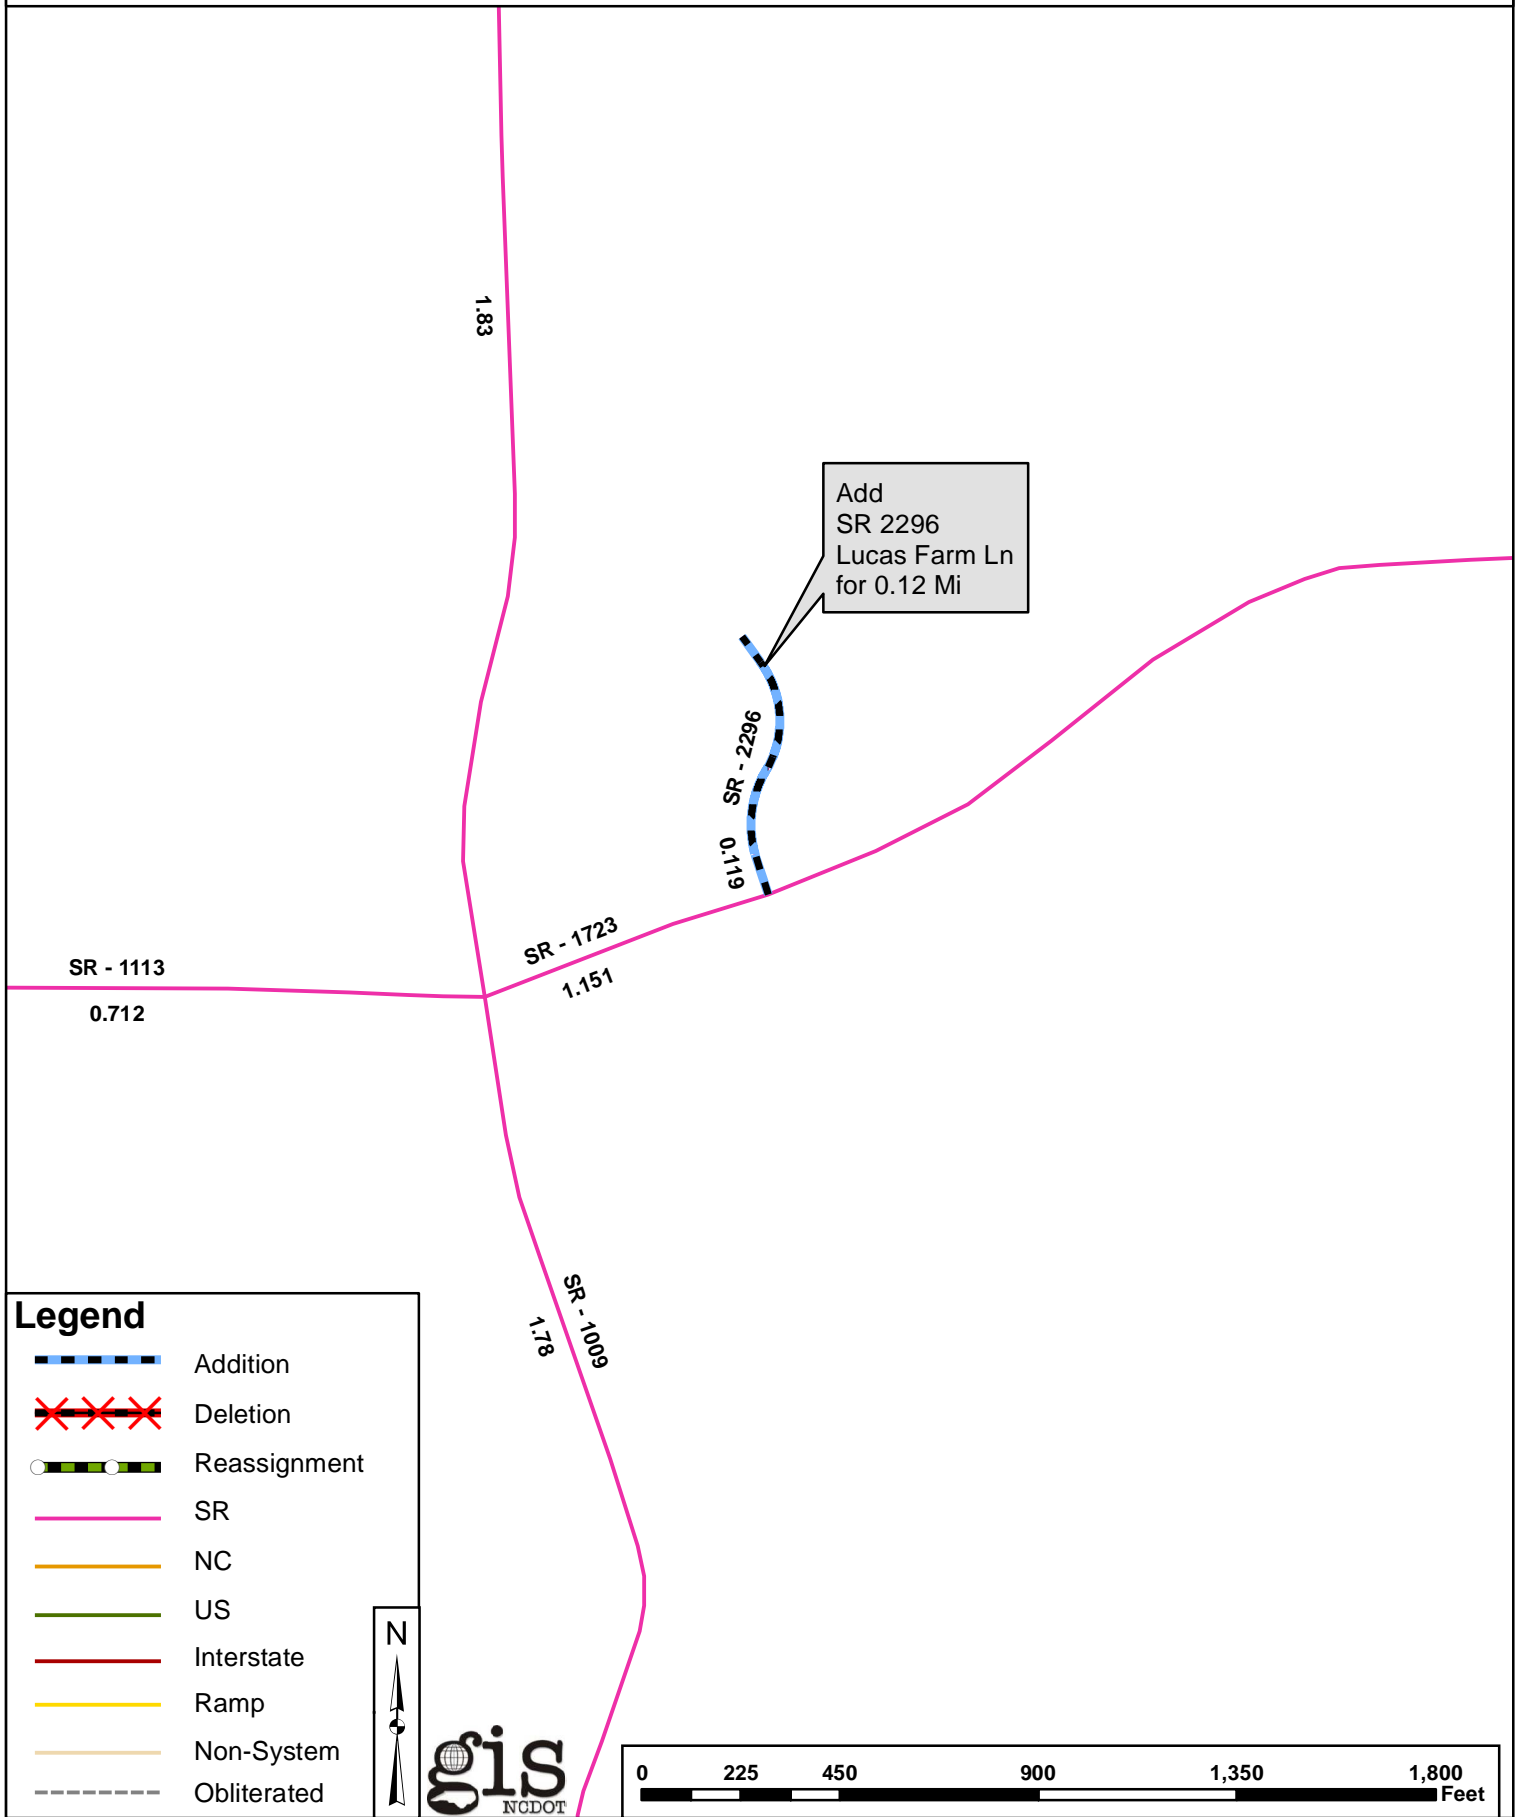 1.83
Add
SR 2296
Lucas Farm Ln
for 0.12 Mi
SR - 2296
0.119
SR - 1723
1.151
SR - 1113
0.712
SR - 1009
1.78
Legend
Addition
Deletion
Reassignment
SR
NC
US
Interstate
Ramp
Non-System
Obliterated
N
gis
NCDOT
0 225 450 900 1,350 1,800
Feet